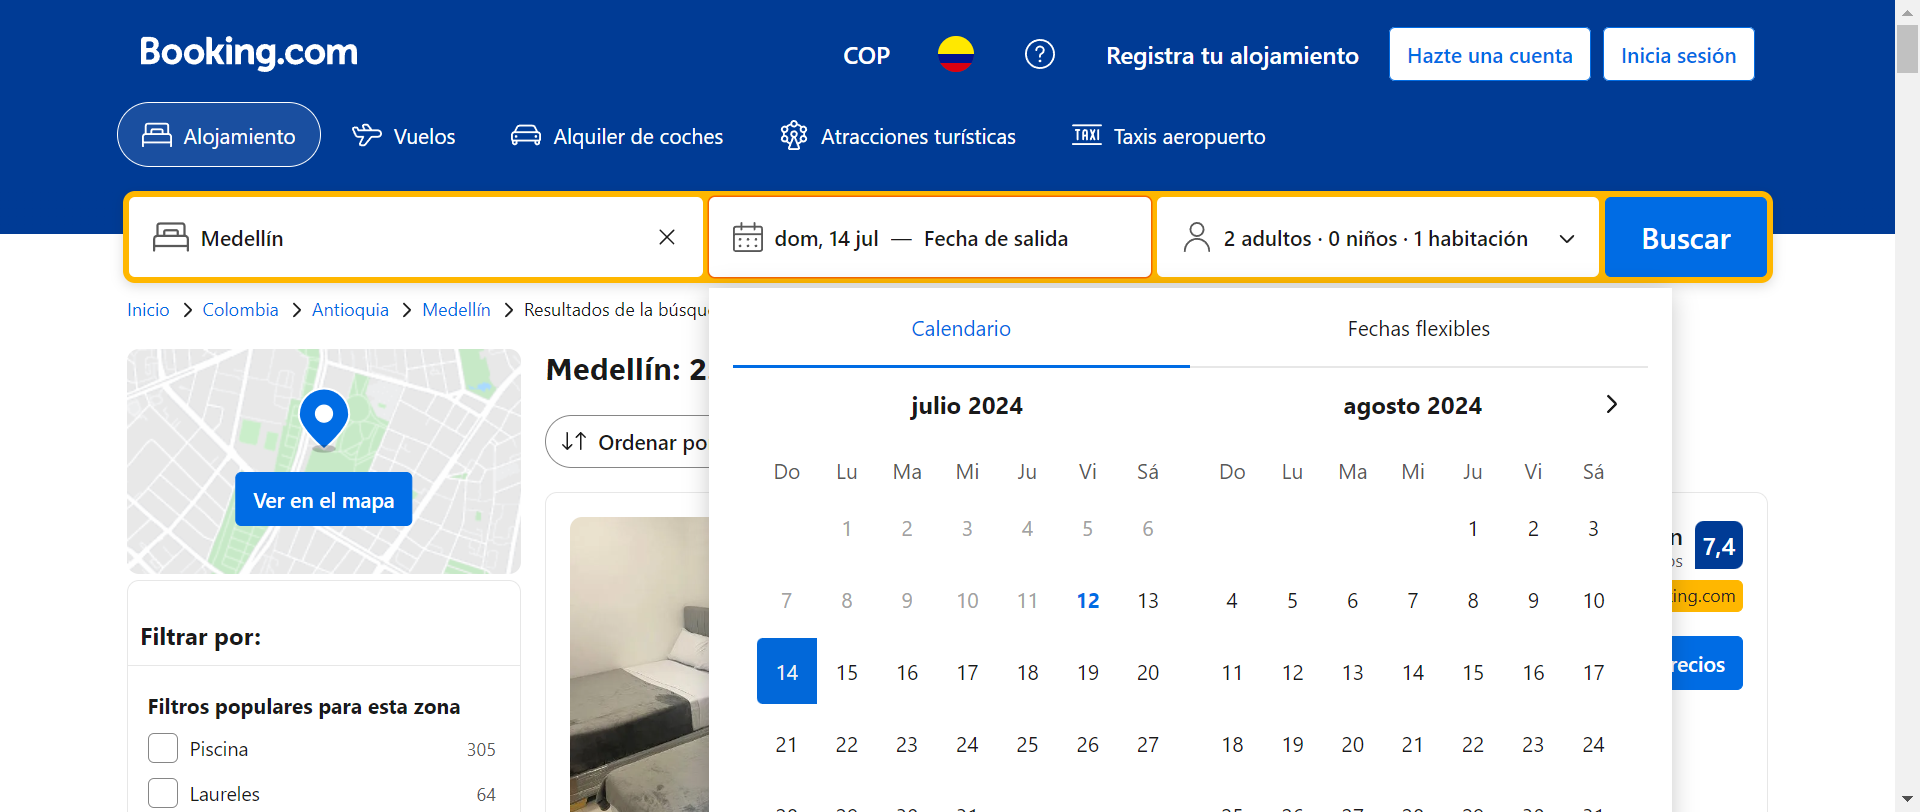 Booking.com
COP
Registra tu alojamiento
Hazte una cuenta
Inicia sesión
Alojamiento
Vuelos
Alquiler de coches
Atracciones turísticas
TAXI
Taxis aeropuerto
Medellín
dom, 14 jul — Fecha de salida
2 adultos · 0 niños · 1 habitación
Buscar
Inicio > Colombia > Antioquia > Medellín > Resultados de la búsqu
Ver en el mapa
Filtrar por:
Filtros populares para esta zona
Piscina 305
Laureles 64
Medellín: 2
Ordenar po
Calendario
Fechas flexibles
julio 2024
Do Lu Ma Mi Ju Vi Sá
1 2 3 4 5 6
7 8 9 10 11 12 13
14 15 16 17 18 19 20
21 22 23 24 25 26 27
agosto 2024
Do Lu Ma Mi Ju Vi Sá
1 2 3
4 5 6 7 8 9 10
11 12 13 14 15 16 17
18 19 20 21 22 23 24
7,4
ing.com
recios